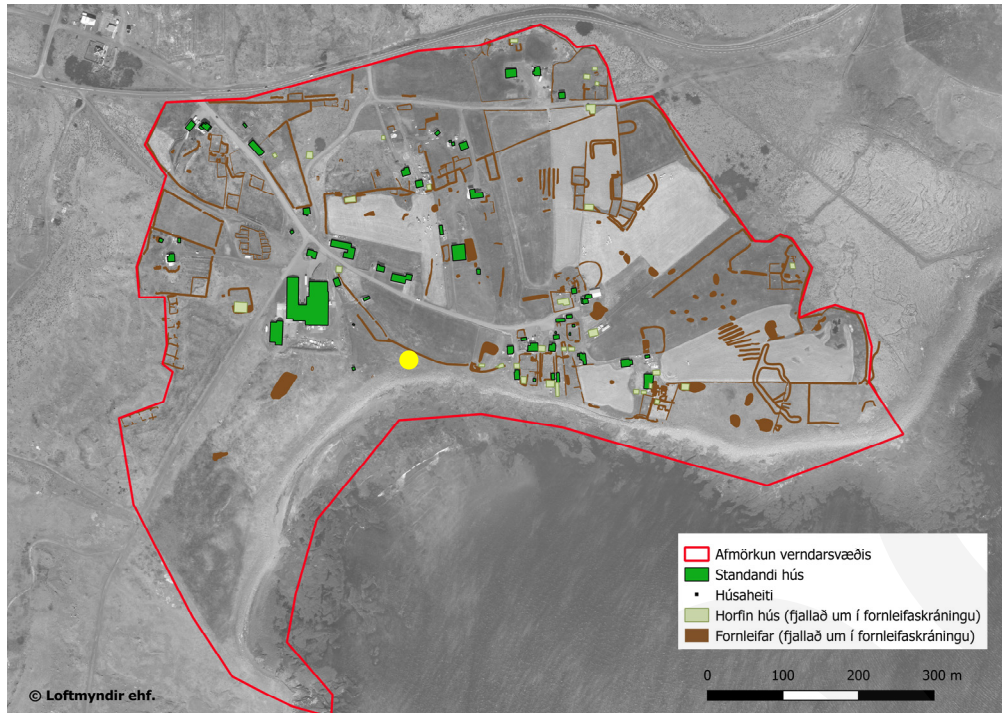 Afmörkun verndarsvæðis
Standandi hús
Húsaheiti
Horfin hús (fjallað um í fornleifaskráningu)
Fornleifar (fjallað um í fornleifaskráningu)
0 100 200 300 m
© Loftmyndir ehf.